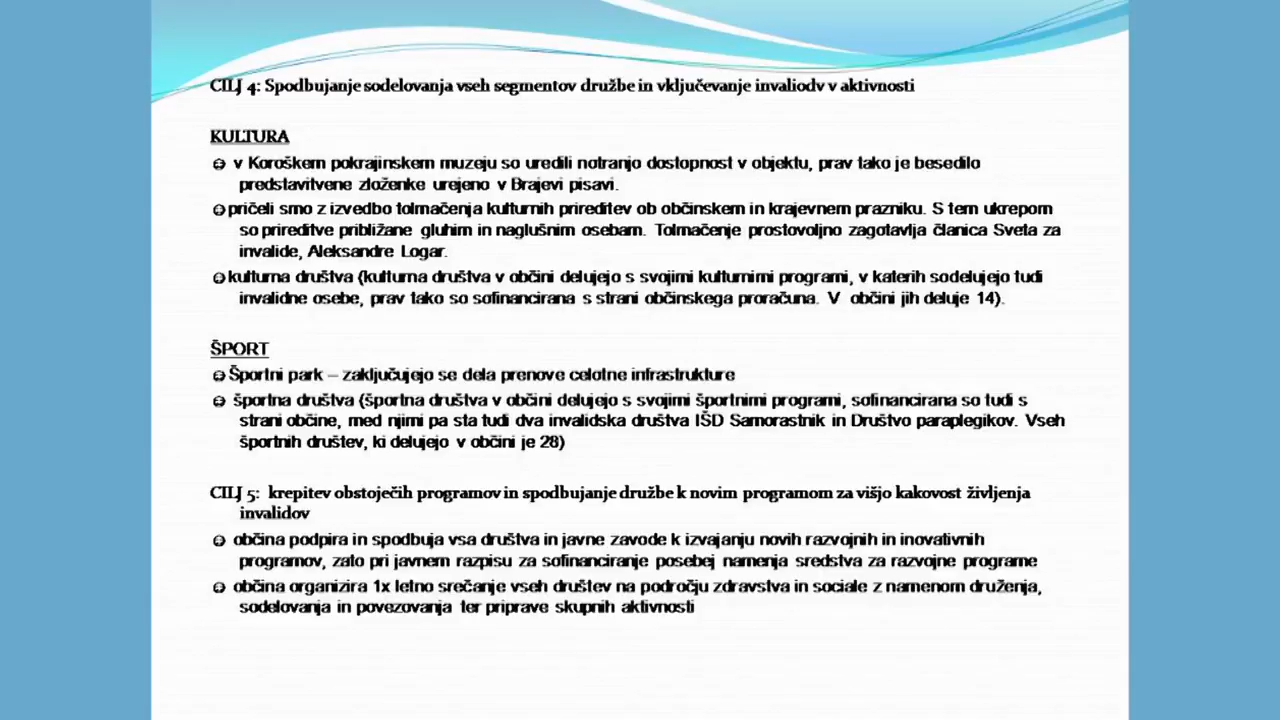 CILJ 4: Spodbujanje sodelovanja vseh segmentov družbe in vključevanje invaliodv v aktivnosti
KULTURA
v Koroškem pokrajinskem muzeju so uredili notranjo dostopnost v objektu, prav tako je besedilo
predstavitvene zloženke urejeno v Brajevi pisavi.
pričeli smo z izvedbo tolmačenja kulturnih prireditev ob občinskem in krajevnem prazniku. S tem ukrepom
so prireditve približane gluhim in naglušnim osebam. Tolmačenje prostovoljno zagotavlja članica Sveta za
invalide, Aleksandre Logar.
kulturna društva (kulturna društva v občini delujejo s svojimi kulturnimi programi, v katerih sodelujejo tudi
invalidne osebe, prav tako so sofinancirana s strani občinskega proračuna. V občini jih deluje 14).
ŠPORT
Športni park – zaključujejo se dela prenove celotne infrastrukture
športna društva (športna društva v občini delujejo s svojimi športnimi programi, sofinancirana so tudi s
strani občine, med njimi pa sta tudi dva invalidska društva IŠD Samorastnik in Društvo paraplegikov. Vseh
športnih društev, ki delujejo v občini je 28)
CILJ 5: krepitev obstoječih programov in spodbujanje družbe k novim programom za višjo kakovost življenja
invalidov
občina podpira in spodbuja vsa društva in javne zavode k izvajanju novih razvojnih in inovativnih
programov, zato pri javnem razpisu za sofinanciranje posebej namenja sredstva za razvojne programe
občina organizira 1x letno srečanje vseh društev na področju zdravstva in sociale z namenom druženja,
sodelovanja in povezovanja ter priprave skupnih aktivnosti